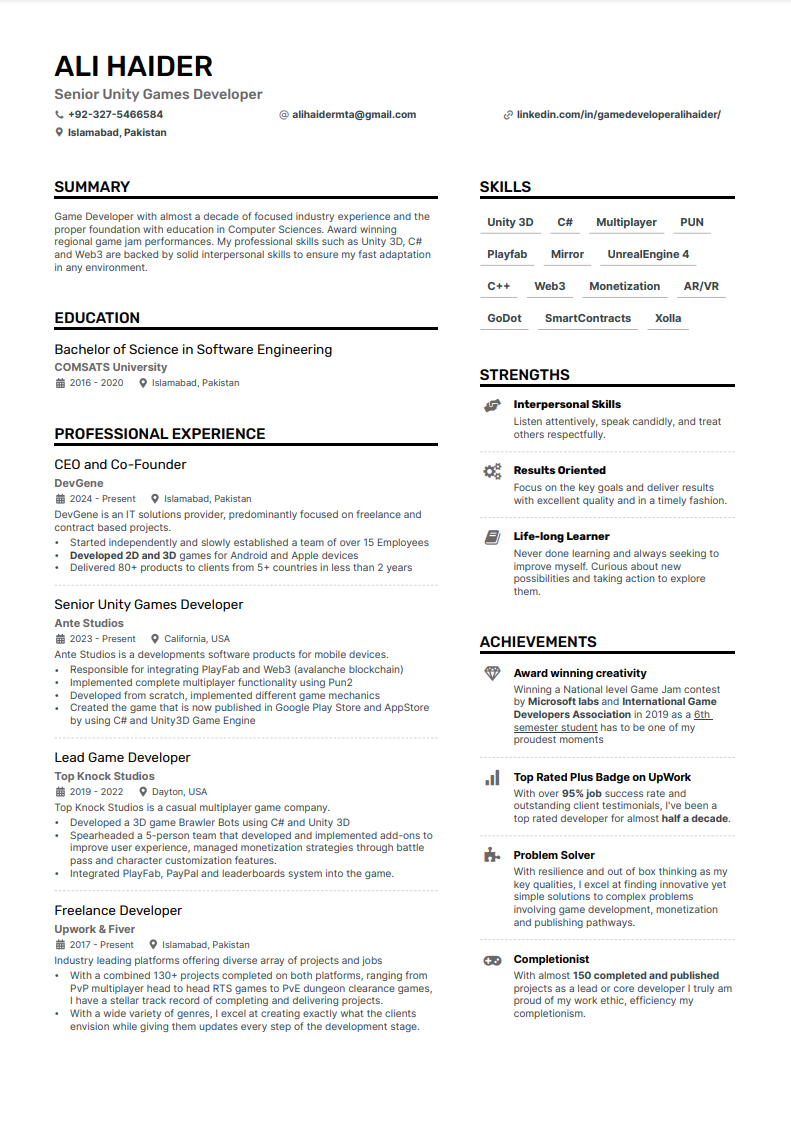 ALI HAIDER
Senior Unity Games Developer
+92-327-5466584
@ alihaidermta@gmail.com
linkedin.com/in/gamedeveloperalihaider/
Islamabad, Pakistan
SUMMARY
Game Developer with almost a decade of focused industry experience and the
proper foundation with education in Computer Sciences. Award winning
regional game jam performances. My professional skills such as Unity 3D, C#
and Web3 are backed by solid interpersonal skills to ensure my fast adaptation
in any environment.
EDUCATION
Bachelor of Science in Software Engineering
COMSATS University
2016 - 2020 Islamabad, Pakistan
PROFESSIONAL EXPERIENCE
CEO and Co-Founder
DevGene
2024 - Present Islamabad, Pakistan
DevGene is an IT solutions provider, predominantly focused on freelance and
contract based projects.
• Started independently and slowly established a team of over 15 Employees
• Developed 2D and 3D games for Android and Apple devices
• Delivered 80+ products to clients from 5+ countries in less than 2 years
Senior Unity Games Developer
Ante Studios
2023 - Present California, USA
Ante Studios is a developments software products for mobile devices.
• Responsible for integrating PlayFab and Web3 (avalanche blockchain)
• Implemented complete multiplayer functionality using Pun2
• Developed from scratch, implemented different game mechanics
• Created the game that is now published in Google Play Store and AppStore
by using C# and Unity3D Game Engine
Lead Game Developer
Top Knock Studios
2019 - 2022 Dayton, USA
Top Knock Studios is a casual multiplayer game company.
• Developed a 3D game Brawler Bots using C# and Unity 3D
• Spearheaded a 5-person team that developed and implemented add-ons to
improve user experience, managed monetization strategies through battle
pass and character customization features.
• Integrated PlayFab, PayPal and leaderboards system into the game.
Freelance Developer
Upwork & Fiver
2017 - Present Islamabad, Pakistan
Industry leading platforms offering diverse array of projects and jobs
• With a combined 130+ projects completed on both platforms, ranging from
PvP multiplayer head to head RTS games to PvE dungeon clearance games,
I have a stellar track record of completing and delivering projects.
• With a wide variety of genres, I excel at creating exactly what the clients
envision while giving them updates every step of the development stage.
SKILLS
Unity 3D C# Multiplayer PUN
Playfab Mirror UnrealEngine 4
C++ Web3 Monetization AR/VR
GoDot SmartContracts Xolla
STRENGTHS
Interpersonal Skills
Listen attentively, speak candidly, and treat
others respectfully.
Results Oriented
Focus on the key goals and deliver results
with excellent quality and in a timely fashion.
Life-long Learner
Never done learning and always seeking to
improve myself. Curious about new
possibilities and taking action to explore
them.
ACHIEVEMENTS
Award winning creativity
Winning a National level Game Jam contest
by Microsoft labs and International Game
Developers Association in 2019 as a 6th
semester student has to be one of my
proudest moments
Top Rated Plus Badge on UpWork
With over 95% job success rate and
outstanding client testimonials, I've been a
top rated developer for almost half a decade.
Problem Solver
With resilience and out of box thinking as my
key qualities, I excel at finding innovative yet
simple solutions to complex problems
involving game development, monetization
and publishing pathways.
Completionist
With almost 150 completed and published
projects as a lead or core developer I truly am
proud of my work ethic, efficiency my
completionism.